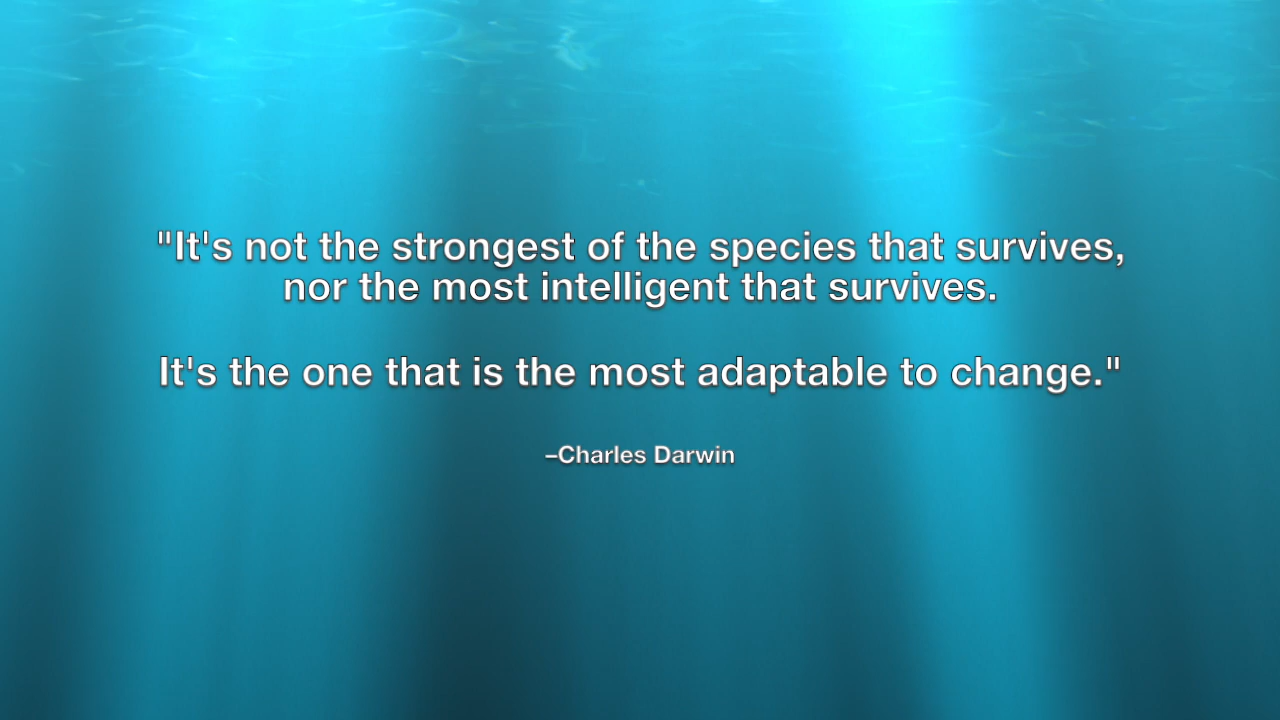 "It's not the strongest of the species that survives,
nor the most intelligent that survives.
It's the one that is the most adaptable to change."
–Charles Darwin